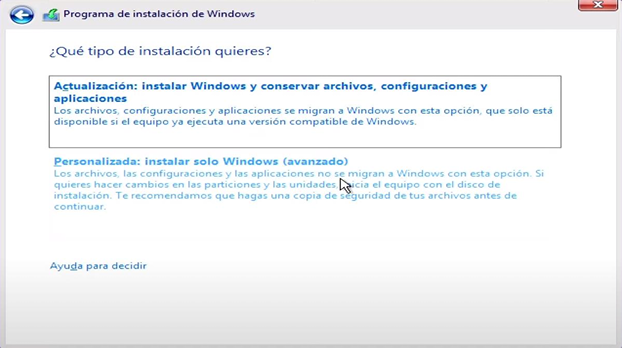 Programa de instalación de Windows
¿Qué tipo de instalación quieres?
Actualización: instalar Windows y conservar archivos, configuraciones y
aplicaciones
Los archivos, configuraciones y aplicaciones se migran a Windows con esta opción, que solo está
disponible si el equipo ya ejecuta una versión compatible de Windows.
Personalizada: instalar solo Windows (avanzado)
Los archivos, las configuraciones y las aplicaciones no se migran a Windows con esta opción. Si
quieres hacer cambios en las particiones y las unidades, inicia el equipo con el disco de
instalación. Te recomendamos que hagas una copia de seguridad de tus archivos antes de
continuar.
Ayuda para decidir